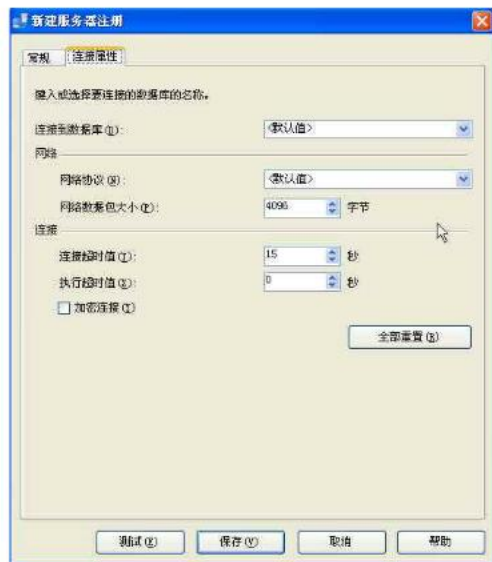 新建服务器注册
常规 连接属性
键入或选择要连接的数据库的名称。
连接到数据库(D): <默认值>
网络
网络协议(N): <默认值>
网络数据包大小(P): 4096 字节
连接
连接超时值(T): 15 秒
执行超时值(X): 0 秒
加密连接(C)
全部重置(R)
测试(E) 保存(V) 取消 帮助